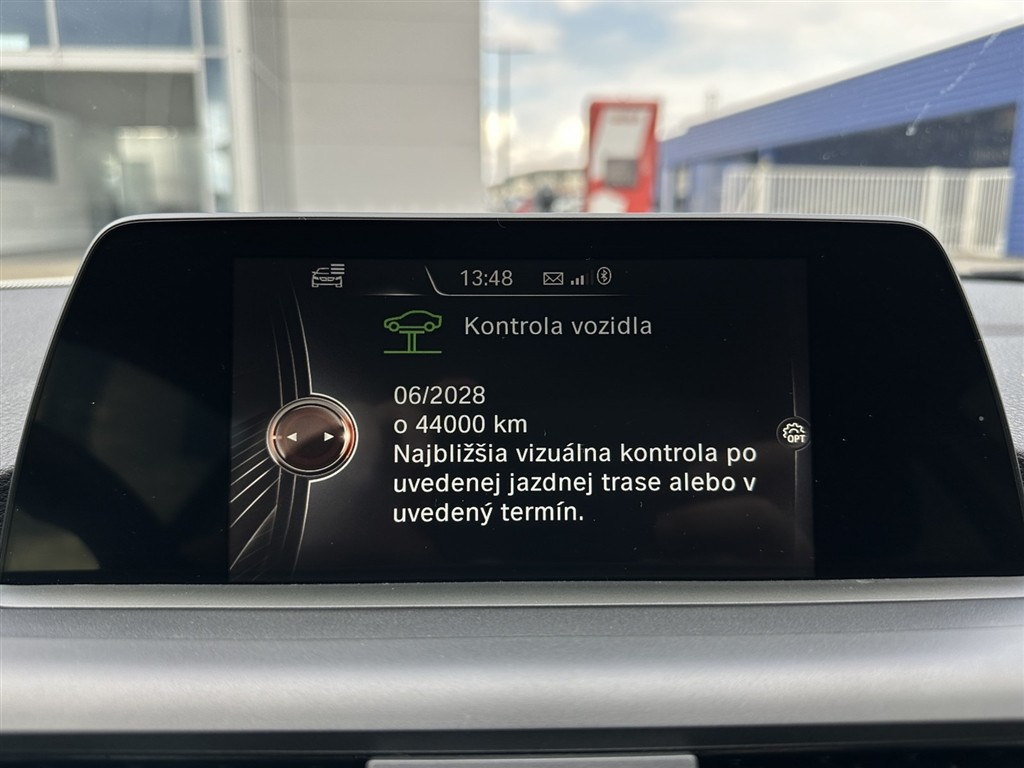 13:48
Kontrola vozidla
06/2028
o 44000 km
Najbližšia vizuálna kontrola po
uvedenej jazdnej trase alebo v
uvedený termín.
OPT